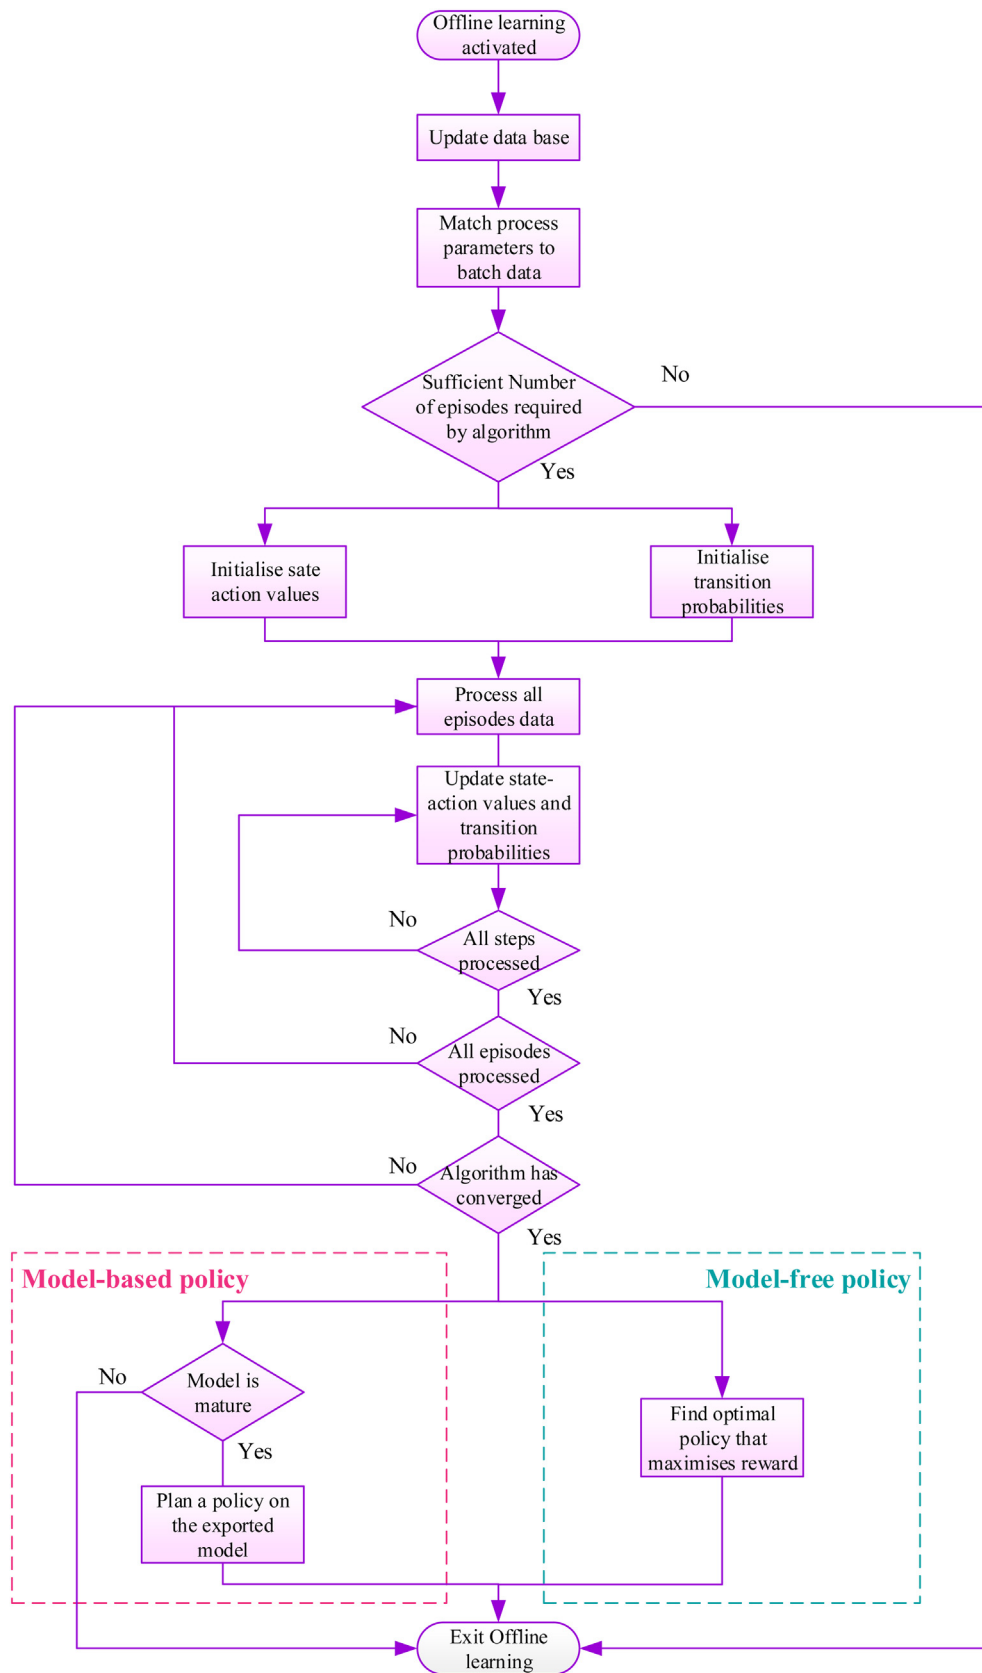 Offline learning
activated
Update data base
Match process
parameters to
batch data
Sufficient Number
of episodes required
by algorithm
No
Yes
Initialise sate
action values
Initialise
transition
probabilities
Process all
episodes data
Update state-
action values and
transition
probabilities
No
All steps
processed
Yes
No
All episodes
processed
Yes
No
Algorithm has
converged
Yes
Model-based policy
Model-free policy
No
Model is
mature
Yes
Find optimal
policy that
maximises reward
Plan a policy on
the exported
model
Exit Offline
learning